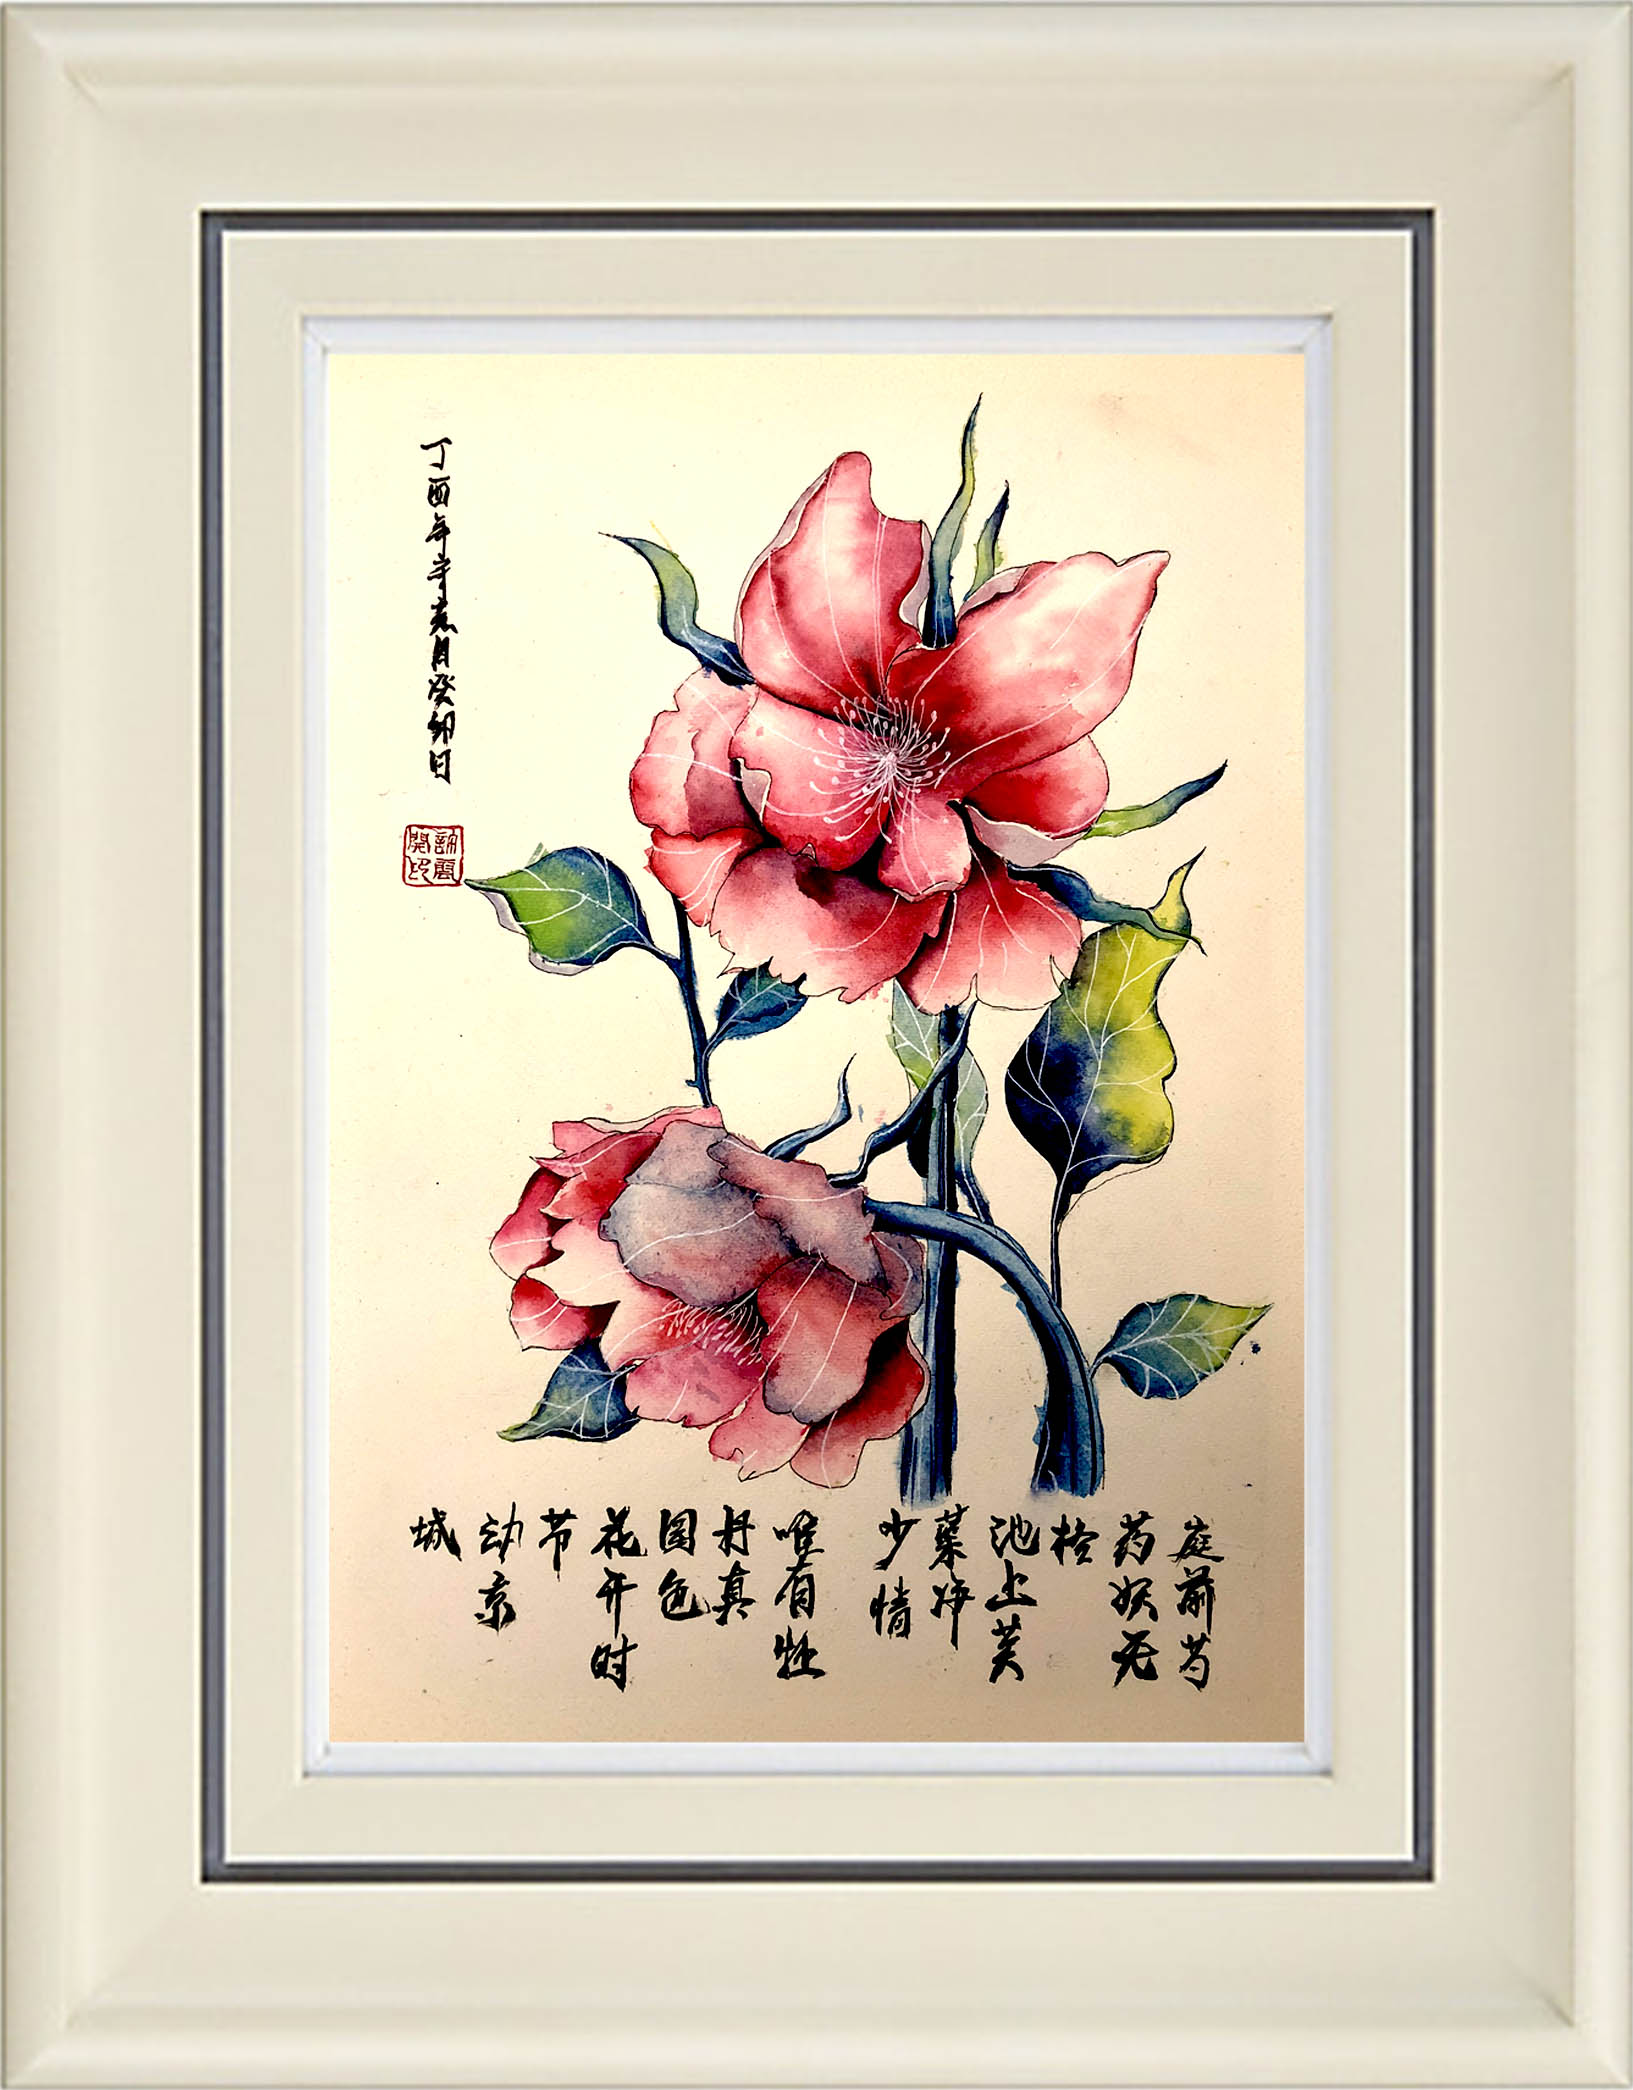 庭前芍
药妖无
格
池上芙
蕖净
少情
唯有牡
丹真
国色
花开时
节
动京
城
丁酉年辛亥月癸卯日